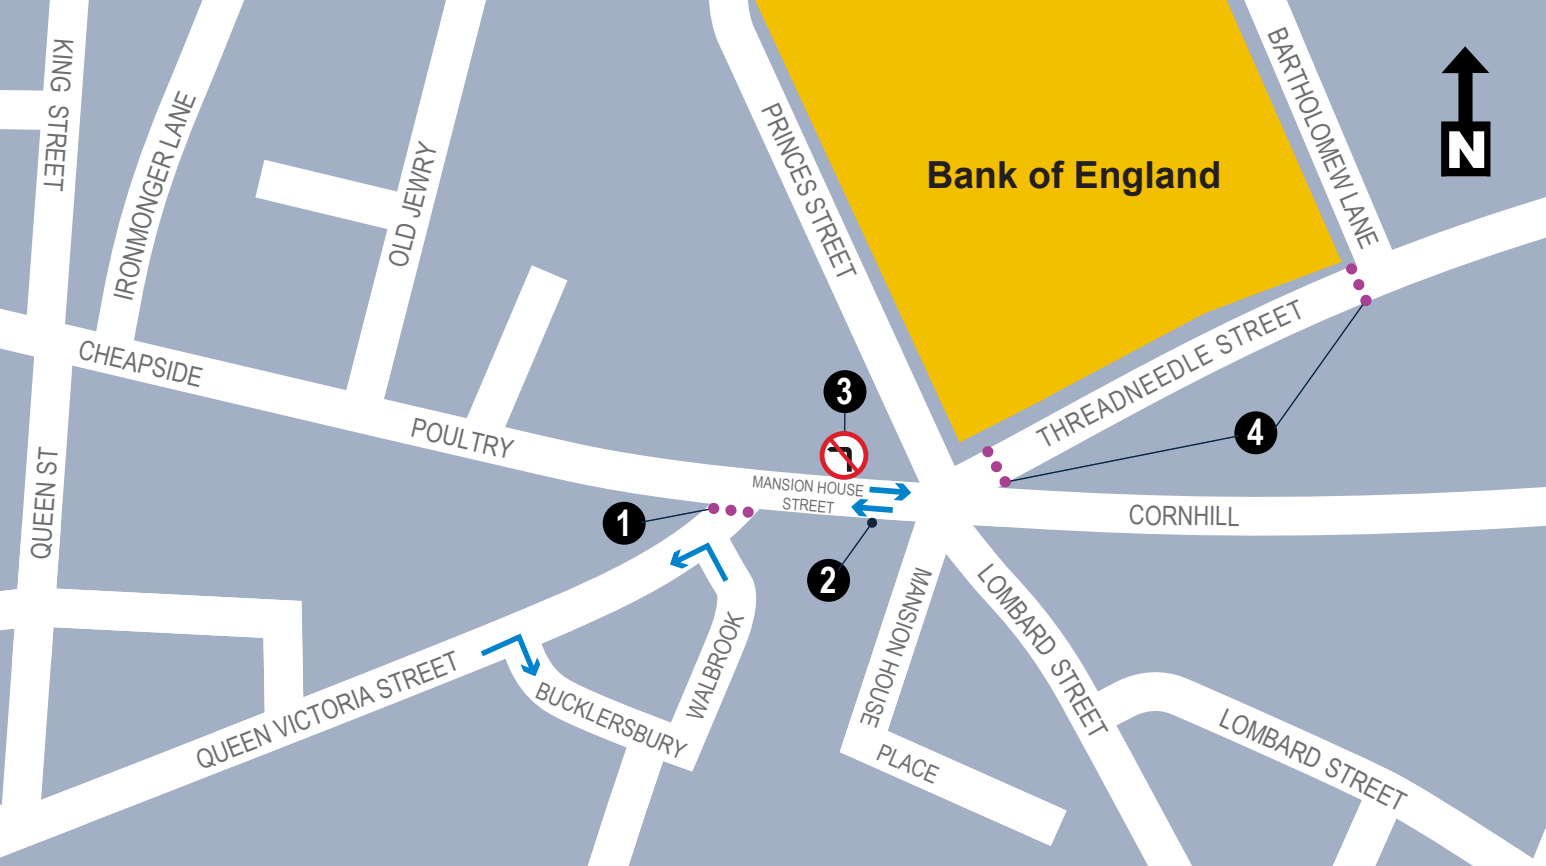 KING STREET
IRONMONGER LANE
OLD JEWRY
PRINCES STREET
BARTHOLOMEW LANE
N
Bank of England
CHEAPSIDE
POULTRY
QUEEN ST
3
MANSION HOUSE
STREET
THREADNEEDLE STREET
4
CORNHILL
1
2
MANSION HOUSE
PLACE
LOMBARD STREET
LOMBARD STREET
WALBROOK
BUCKLERSBURY
QUEEN VICTORIA STREET